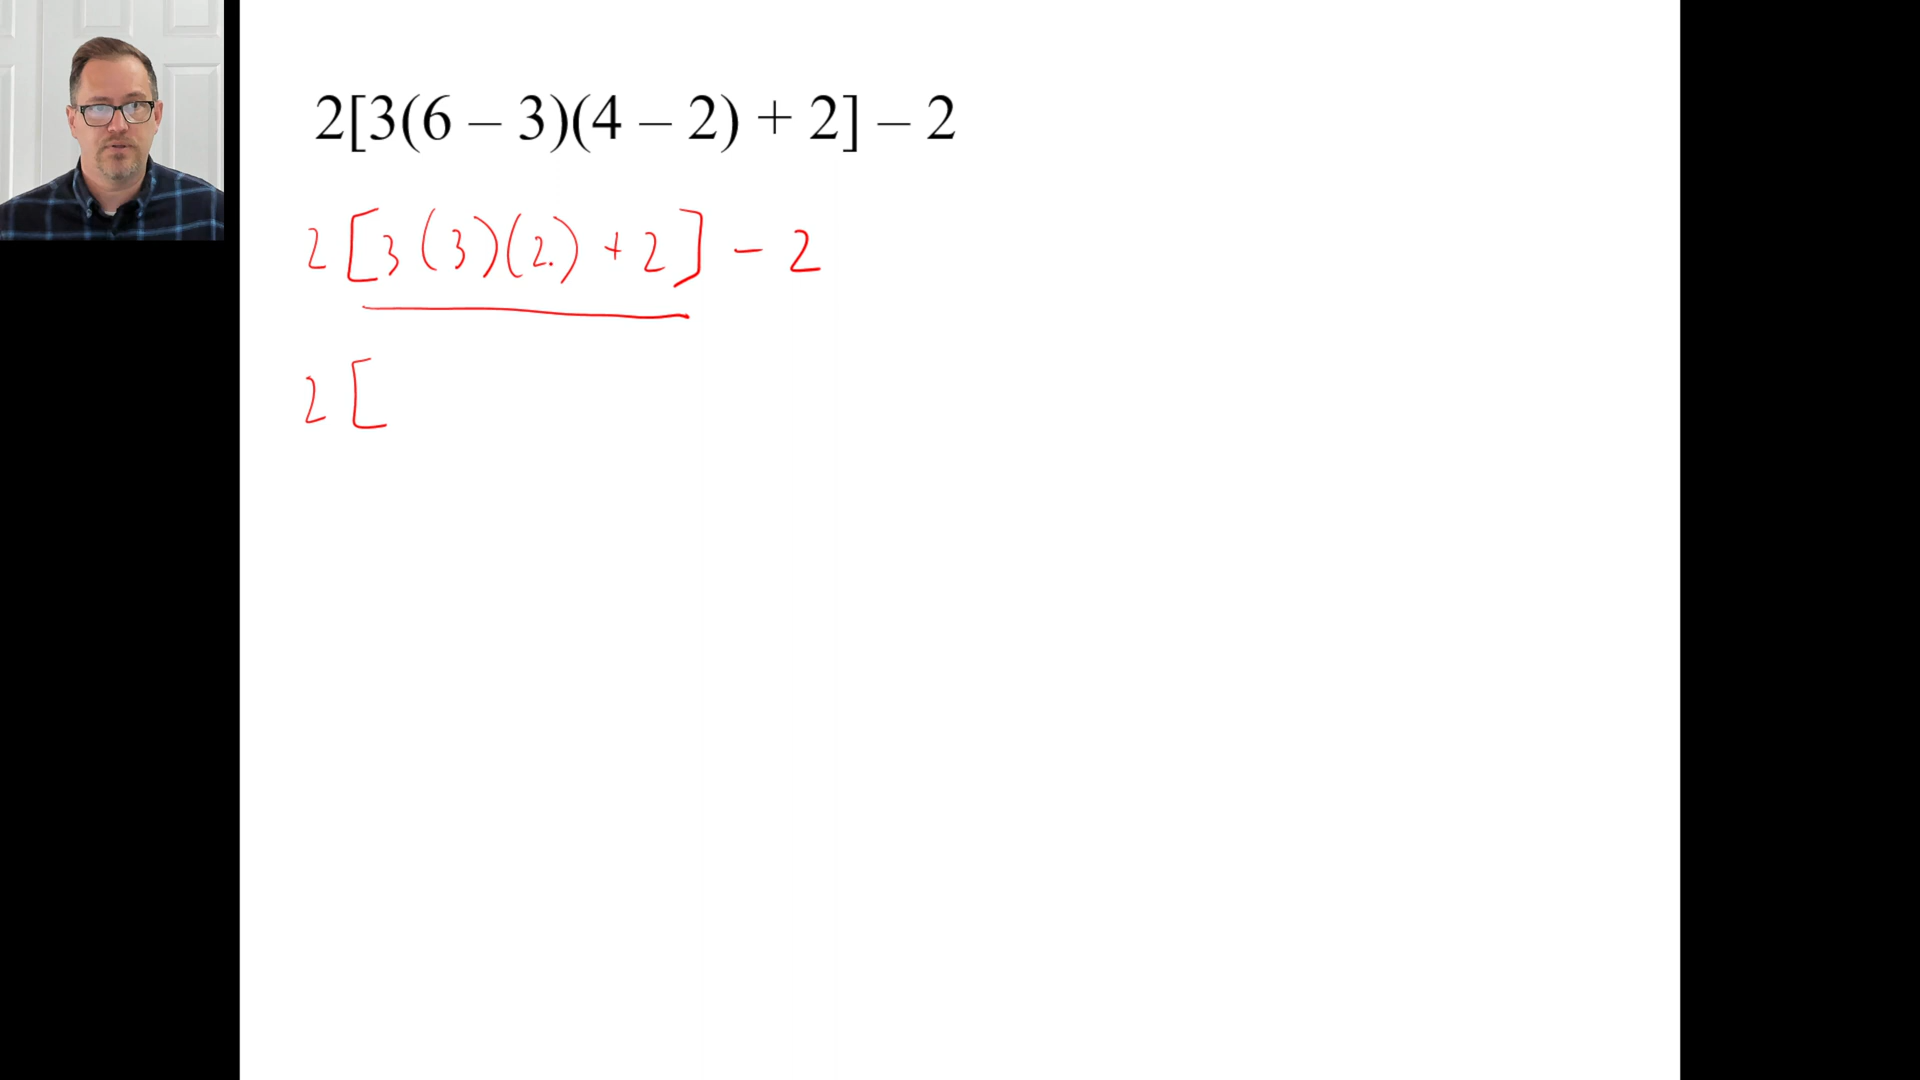 2[3(6 – 3)(4 – 2) + 2] – 2
2 [3(3)(2) + 2] - 2
2 [